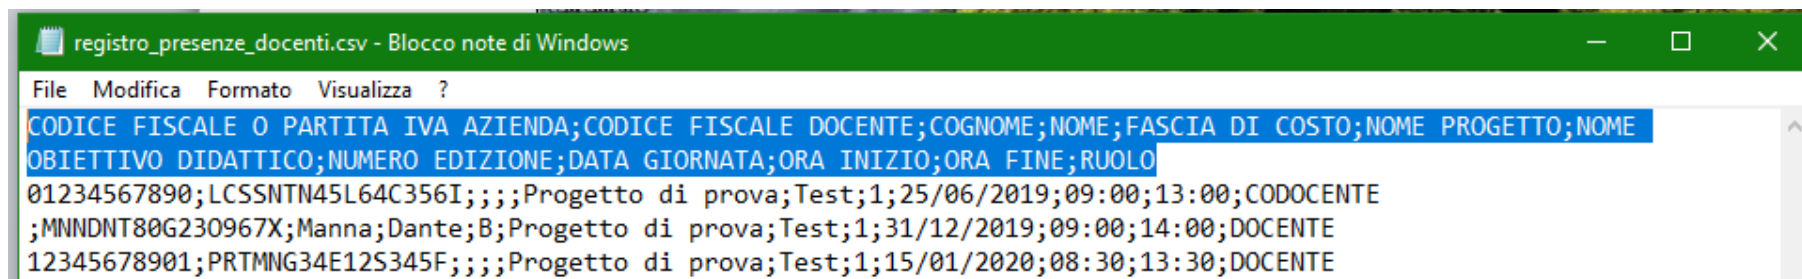 registro_presenze_docenti.csv - Blocco note di Windows
File Modifica Formato Visualizza ?
CODICE FISCALE O PARTITA IVA AZIENDA;CODICE FISCALE DOCENTE;COGNOME;NOME;FASCIA DI COSTO;NOME PROGETTO;NOME
OBIETTIVO DIDATTICO;NUMERO EDIZIONE;DATA GIORNATA;ORA INIZIO;ORA FINE;RUOLO
01234567890;LCSSNTN45L64C356I;;;;Progetto di prova;Test;1;25/06/2019;09:00;13:00;CODOCENTE
;MNNDNT80G23O967X;Manna;Dante;B;Progetto di prova;Test;1;31/12/2019;09:00;14:00;DOCENTE
12345678901;PRTMNG34E12S345F;;;;Progetto di prova;Test;1;15/01/2020;08:30;13:30;DOCENTE